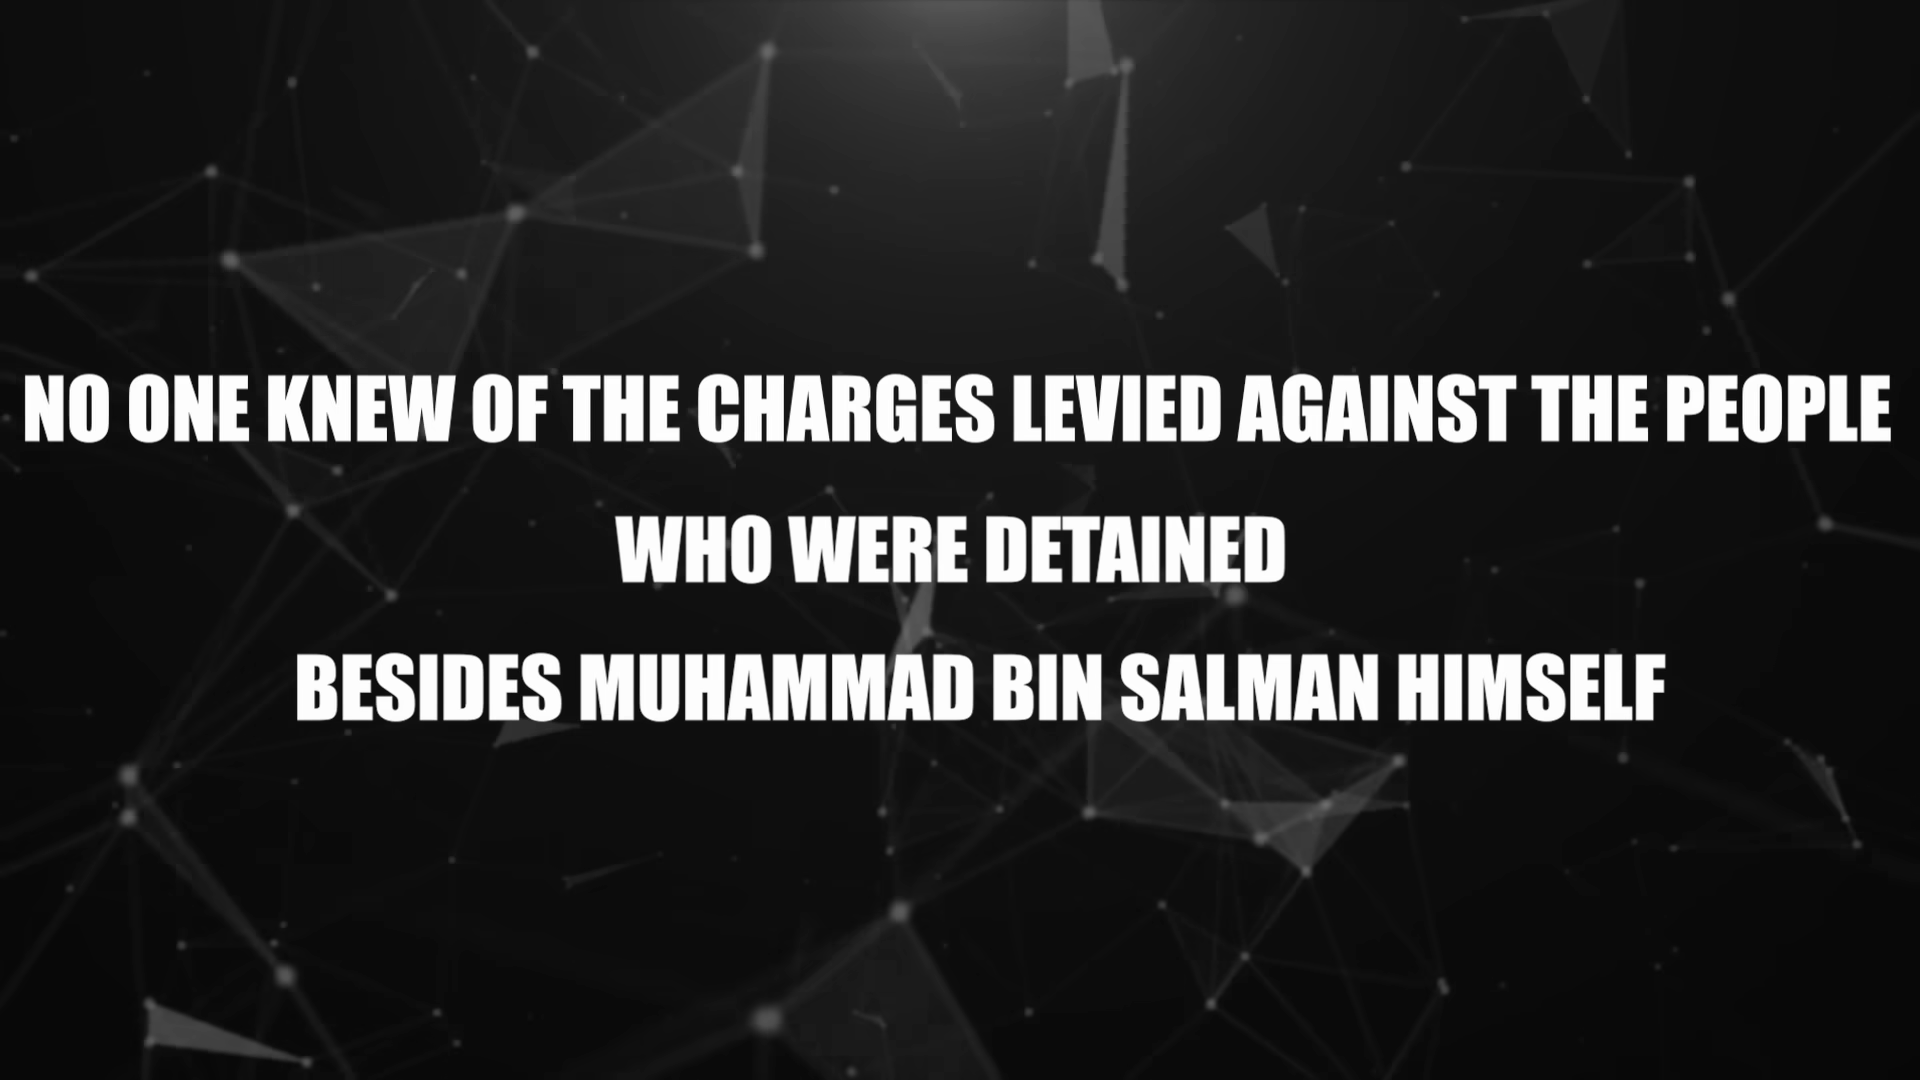 NO ONE KNEW OF THE CHARGES LEVIED AGAINST THE PEOPLE
WHO WERE DETAINED
BESIDES MUHAMMAD BIN SALMAN HIMSELF